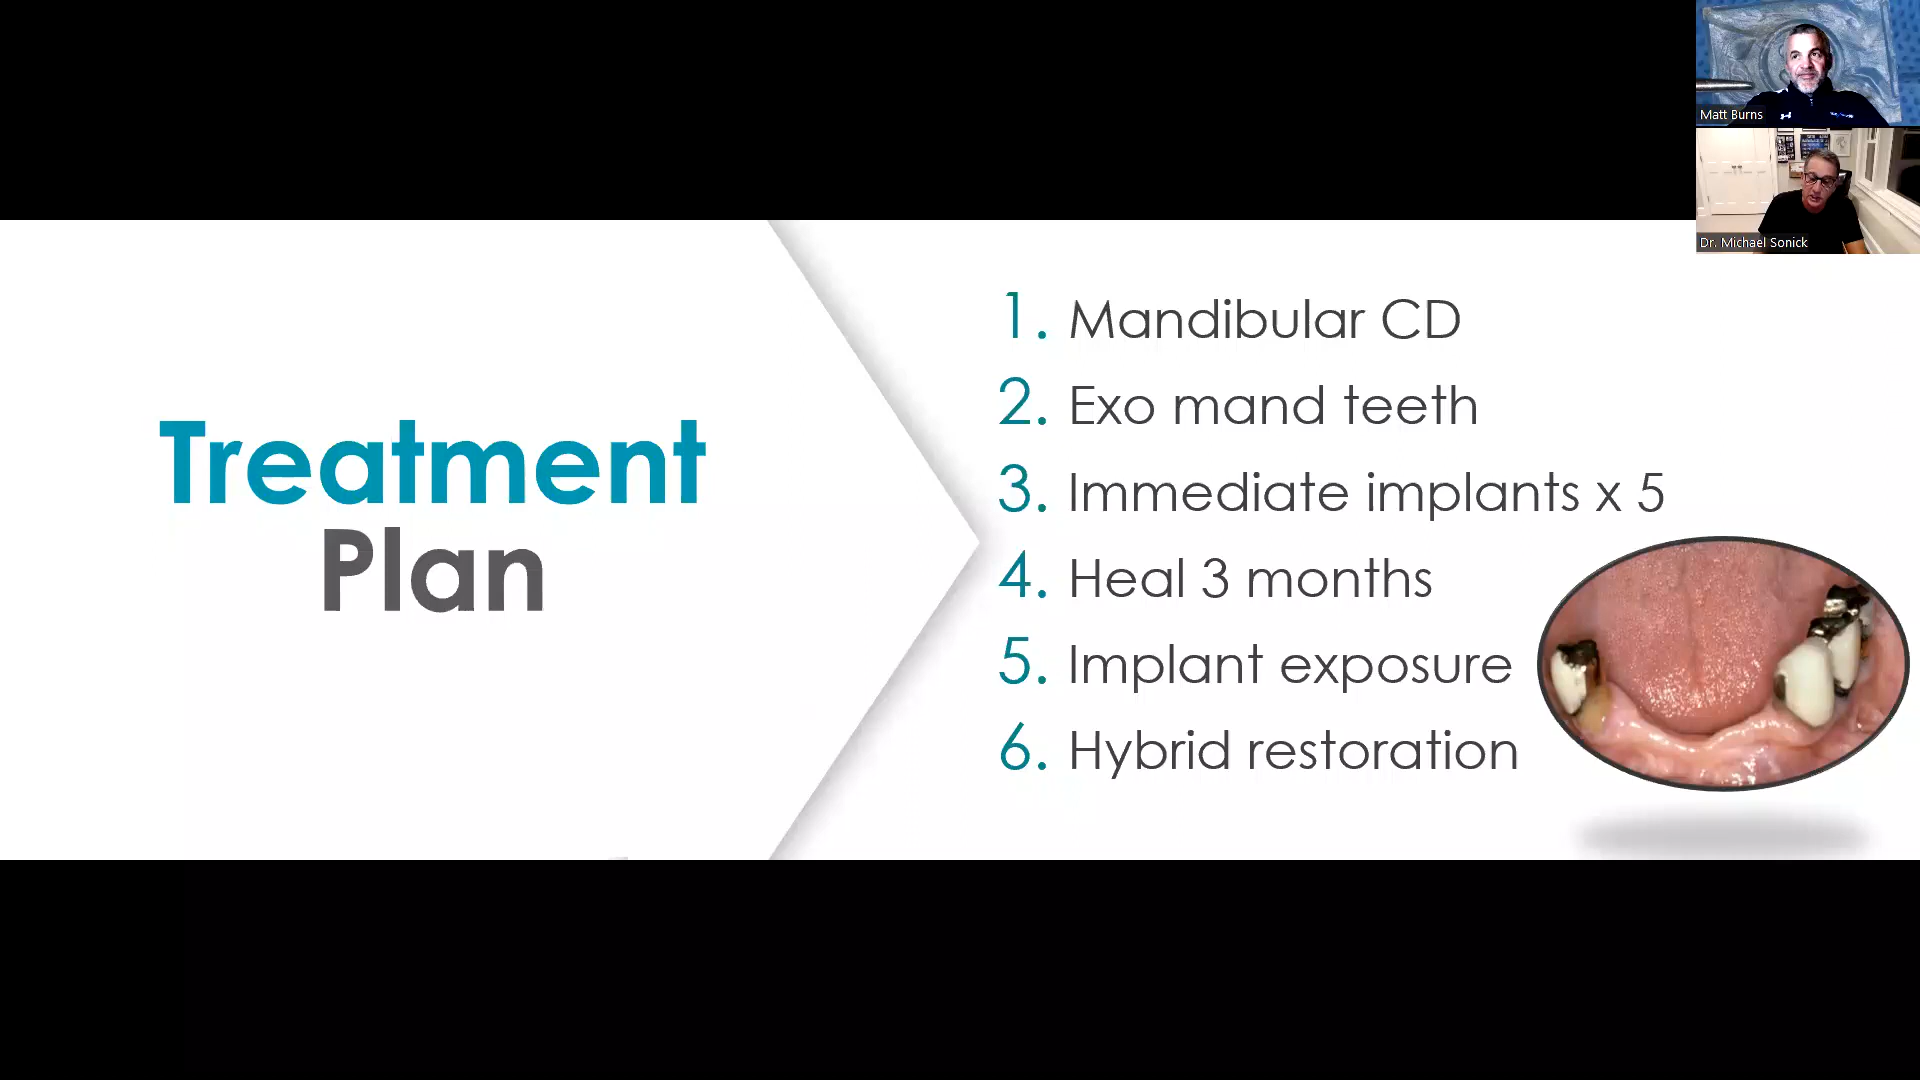 Matt Burns
Dr. Michael Sonick
Treatment
Plan
1. Mandibular CD
2. Exo mand teeth
3. Immediate implants x 5
4. Heal 3 months
5. Implant exposure
6. Hybrid restoration